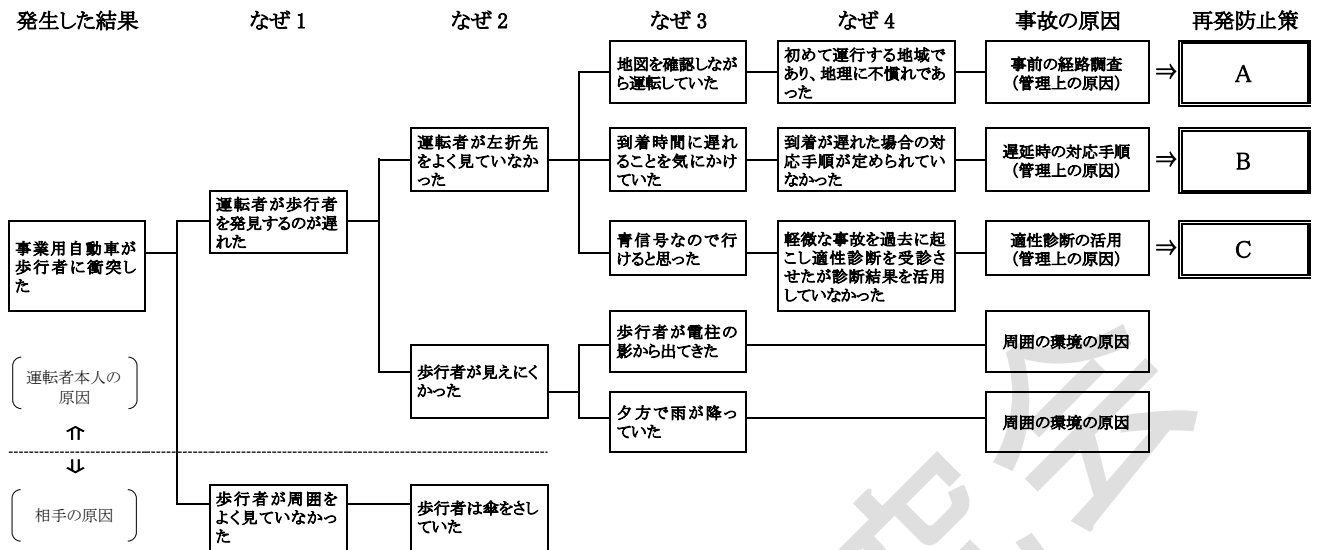 発生した結果
なぜ 1
なぜ 2
なぜ 3
なぜ 4
事故の原因
再発防止策
地図を確認しなが
ら運転していた
初めて運行する地域で
あり、地理に不慣れであ
った
事前の経路調査
(管理上の原因)
⇒
A
運転者が左折先
をよく見ていなか
った
到着時間に遅れ
ることを気にかけ
ていた
到着が遅れた場合の対
応手順が定められてい
なかった
遅延時の対応手順
(管理上の原因)
⇒
B
運転者が歩行者
を発見するのが遅
れた
事業用自動車が
歩行者に衝突し
た
青信号なので行
けると思った
軽微な事故を過去に起
こし適性診断を受診さ
せたが診断結果を活用
していなかった
適性診断の活用
(管理上の原因)
⇒
C
歩行者が見えにく
かった
歩行者が電柱の
影から出てきた
周囲の環境の原因
夕方で雨が降っ
ていた
周囲の環境の原因
運転者本人の
原因
⇑
⇓
相手の原因
歩行者が周囲を
よく見ていなかっ
た
歩行者は傘をさし
ていた
会